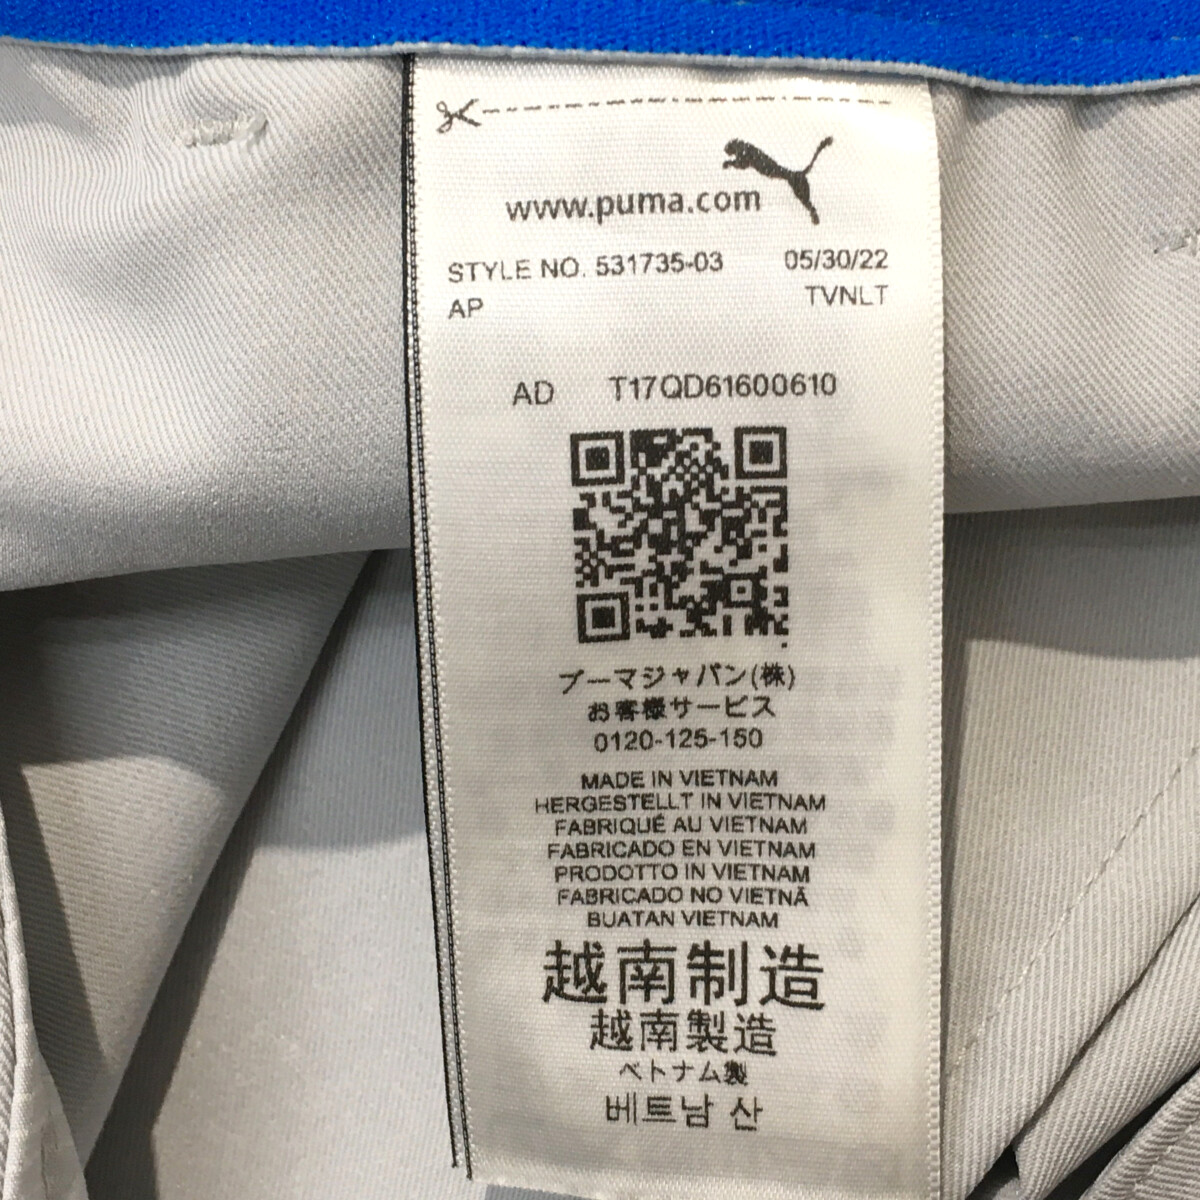 www.puma.com
STYLE NO. 531735-03 05/30/22
AP TVNLT
AD T17QD61600610
プーマジャパン(株)
お客様サービス
0120-125-150
MADE IN VIETNAM
HERGESTELLT IN VIETNAM
FABRIQUÉ AU VIETNAM
FABRICADO EN VIETNAM
PRODOTTO IN VIETNAM
FABRICADO NO VIETNÃ
BUATAN VIETNAM
越南制造
越南製造
ベトナム製
베트남 산